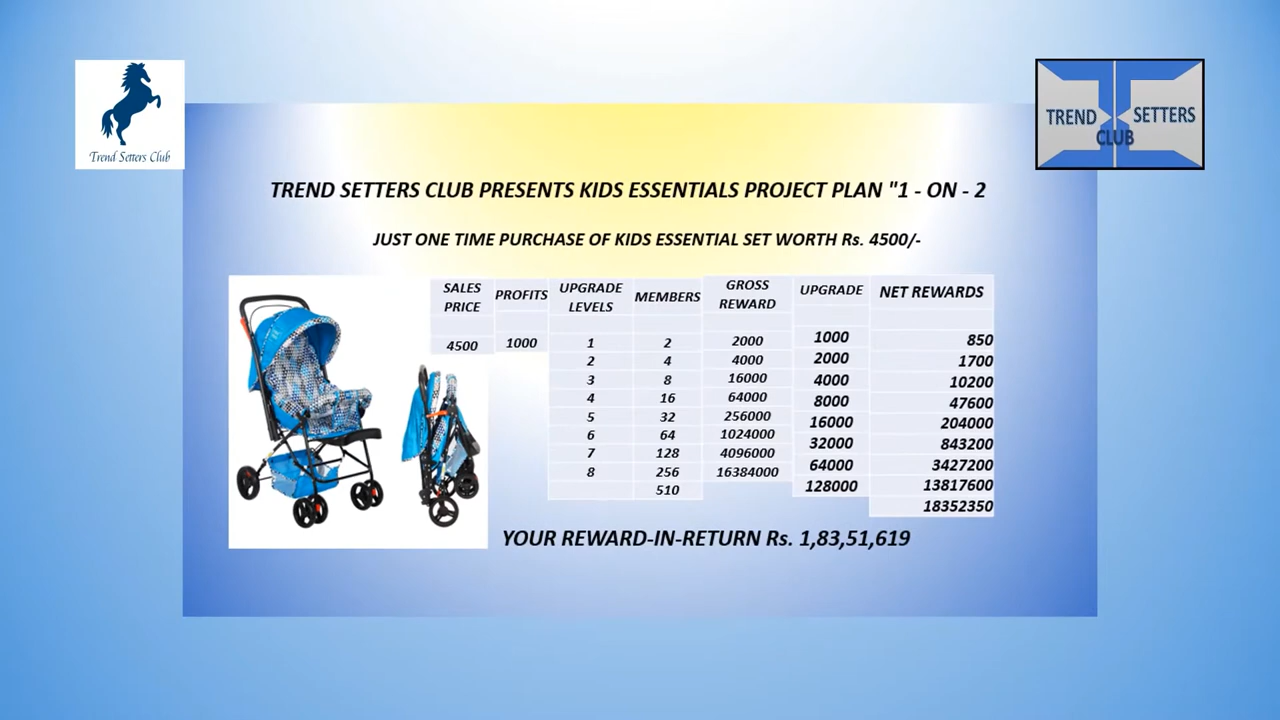 Trend Setters Club
TREND SETTERS
CLUB
TREND SETTERS CLUB PRESENTS KIDS ESSENTIALS PROJECT PLAN "1 - ON - 2
JUST ONE TIME PURCHASE OF KIDS ESSENTIAL SET WORTH Rs. 4500/-
SALES PRICE PROFITS UPGRADE LEVELS MEMBERS GROSS REWARD UPGRADE NET REWARDS
4500 1000 1 2 2000 1000 850
2 4 4000 2000 1700
3 8 16000 4000 10200
4 16 64000 8000 47600
5 32 256000 16000 204000
6 64 1024000 32000 843200
7 128 4096000 64000 3427200
8 256 16384000 128000 13817600
510 18352350
YOUR REWARD-IN-RETURN Rs. 1,83,51,619